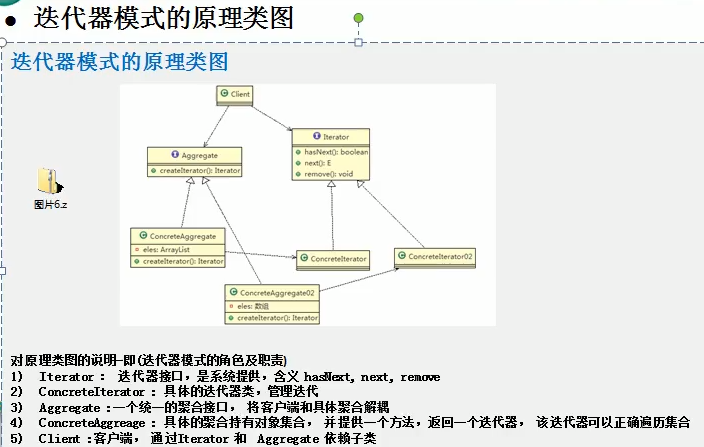 ● 迭代器模式的原理类图
迭代器模式的原理类图
Client
Iterator
hasNext(): boolean
next(): E
remove(): void
Aggregate
createIterator(): Iterator
图片6.z
ConcreteAggregate
eles: ArrayList
createIterator(): Iterator
ConcreteIterator
ConcreteIterator02
ConcreteAggregate02
eles: 数组
createIterator(): Iterator
对原理类图的说明-即(迭代器模式的角色及职责)
1) Iterator : 迭代器接口，是系统提供，含义 hasNext, next, remove
2) ConcreteIterator : 具体的迭代器类，管理迭代
3) Aggregate :一个统一的聚合接口， 将客户端和具体聚合解耦
4) ConcreteAggreage : 具体的聚合持有对象集合， 并提供一个方法，返回一个迭代器， 该迭代器可以正确遍历集合
5) Client :客户端， 通过Iterator 和 Aggregate 依赖子类